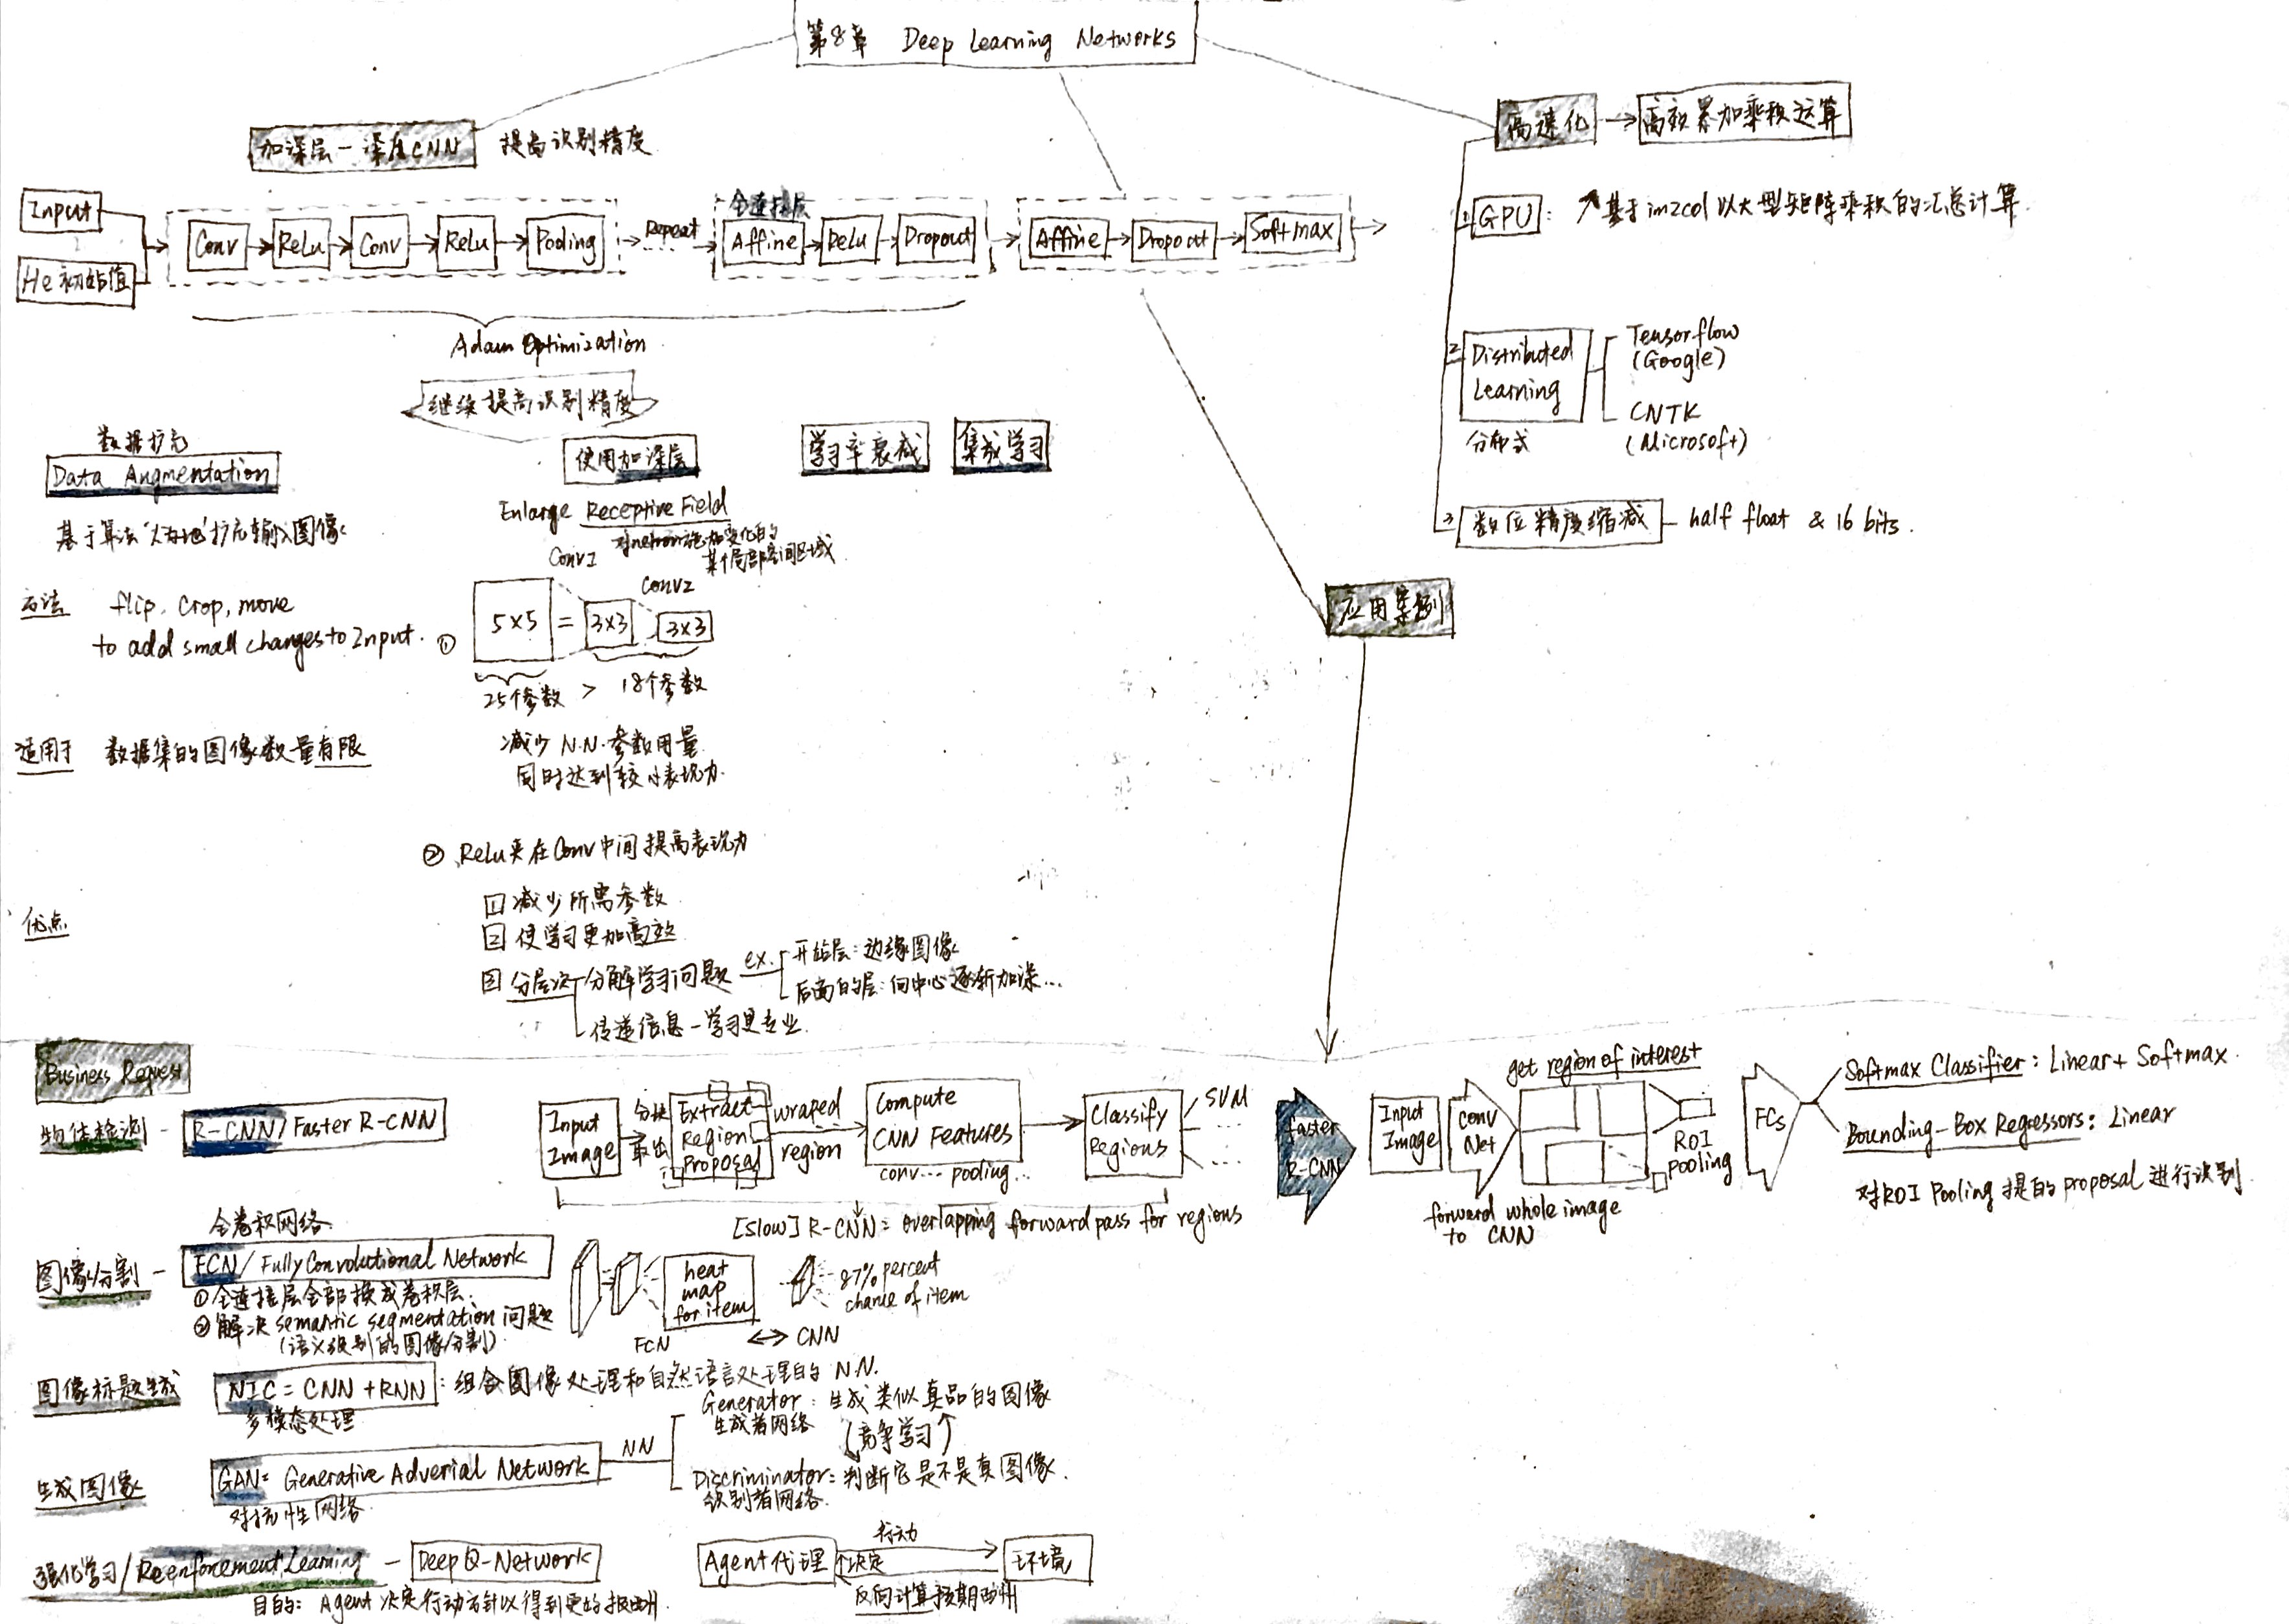 第8章 Deep Learning Networks
加深层—深度CNN 提高识别精度
Input
He初始值
Conv ReLu Conv ReLu Pooling
Repeat
全连接层
Affine ReLu Dropout
Affine Dropout Softmax
Adam Optimization
继续提高识别精度
数据扩充
Data Augmentation
基于算法"人为地"扩充输入图像
方法 flip, Crop, move
to add small changes to Input.
适用于 数据集的图像数量有限
使用加深层
Enlarge Receptive Field
对neuron施加变化的
某个局部空间区域
Conv1
Conv2
① 5×5 = 3×3 3×3
25个参数 > 18个参数
减少 N.N. 参数用量
同时达到较 表现力.
② ReLu夹在Conv中间提高表现力
优点
1 减少所需参数
2 使学习更加高效
3 分层次 分解学习问题 ex. 开始层:边缘图像
后面的层:向中心逐渐加深...
传递信息—学习更专业
学习率衰减
集成学习
高速化 → 高效累加乘积运算
1 GPU: 基于im2col以大型矩阵乘积的汇总计算
2 Distributed Learning
分布式
Tensorflow
(Google)
CNTK
(Microsoft)
3 数位精度缩减 — half float & 16 bits.
应用案例
Business Request
物体检测 - R-CNN/Faster R-CNN
Input Image
分块取出
Extract Region Proposal
wraped region
Compute CNN Features
conv... pooling...
Classify Regions
SVM
[Slow] R-CNN = overlapping forward pass for regions
faster R-CNN
Input Image
Conv Net
get region of interest
forward whole image
to CNN
ROI Pooling
FCs
Softmax Classifier: Linear + Softmax.
Bounding-Box Regressors: Linear
对ROI Pooling 提的 proposal 进行识别
全卷积网络
图像分割 - FCN/Fully Convolutional Network
①全连接层全部换成卷积层.
②解决 semantic segmentation 问题
(语义级别的图像分割)
FCN
heat map for item
↔ CNN
87% percent
chance of item
图像标题生成 NIC = CNN + RNN : 组合图像处理和自然语言处理的 N.N.
多模态处理
生成图像 GAN = Generative Adverial Network
对抗性网络
NN
Generator: 生成类似真品的图像
生成者网络
(竞争学习)
Discriminator: 判断它是不是真图像.
识别者网络
强化学习/Reenforcement Learning - Deep Q-Network
目的: Agent 决定行动方针以得到更好报酬.
Agent代理
行动
决定
环境
反向计算预期报酬